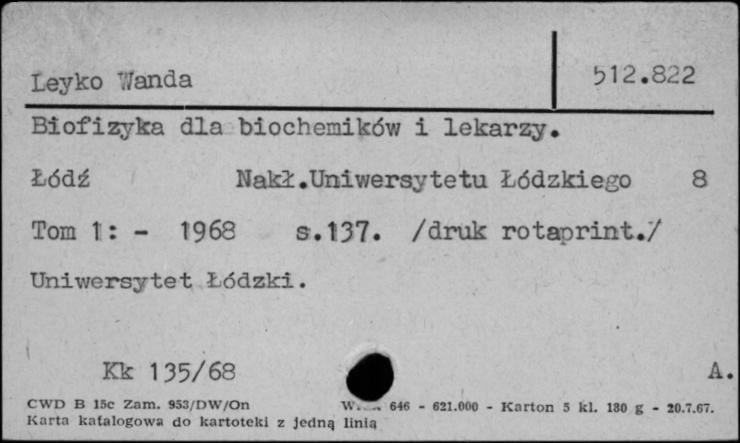 Leyko Wanda 512.822
Biofizyka dla biochemików i lekarzy.
Łódź Nakł.Uniwersytetu Łódzkiego 8
Tom 1: - 1968 s.137. /druk rotaprint./
Uniwersytet Łódzki.
Kk 135/68 A.
CWD B 15c Zam. 953/DW/On 646 - 621.000 - Karton 5 kl. 180 g - 20.7.67.
Karta katalogowa do kartoteki z jedną linią